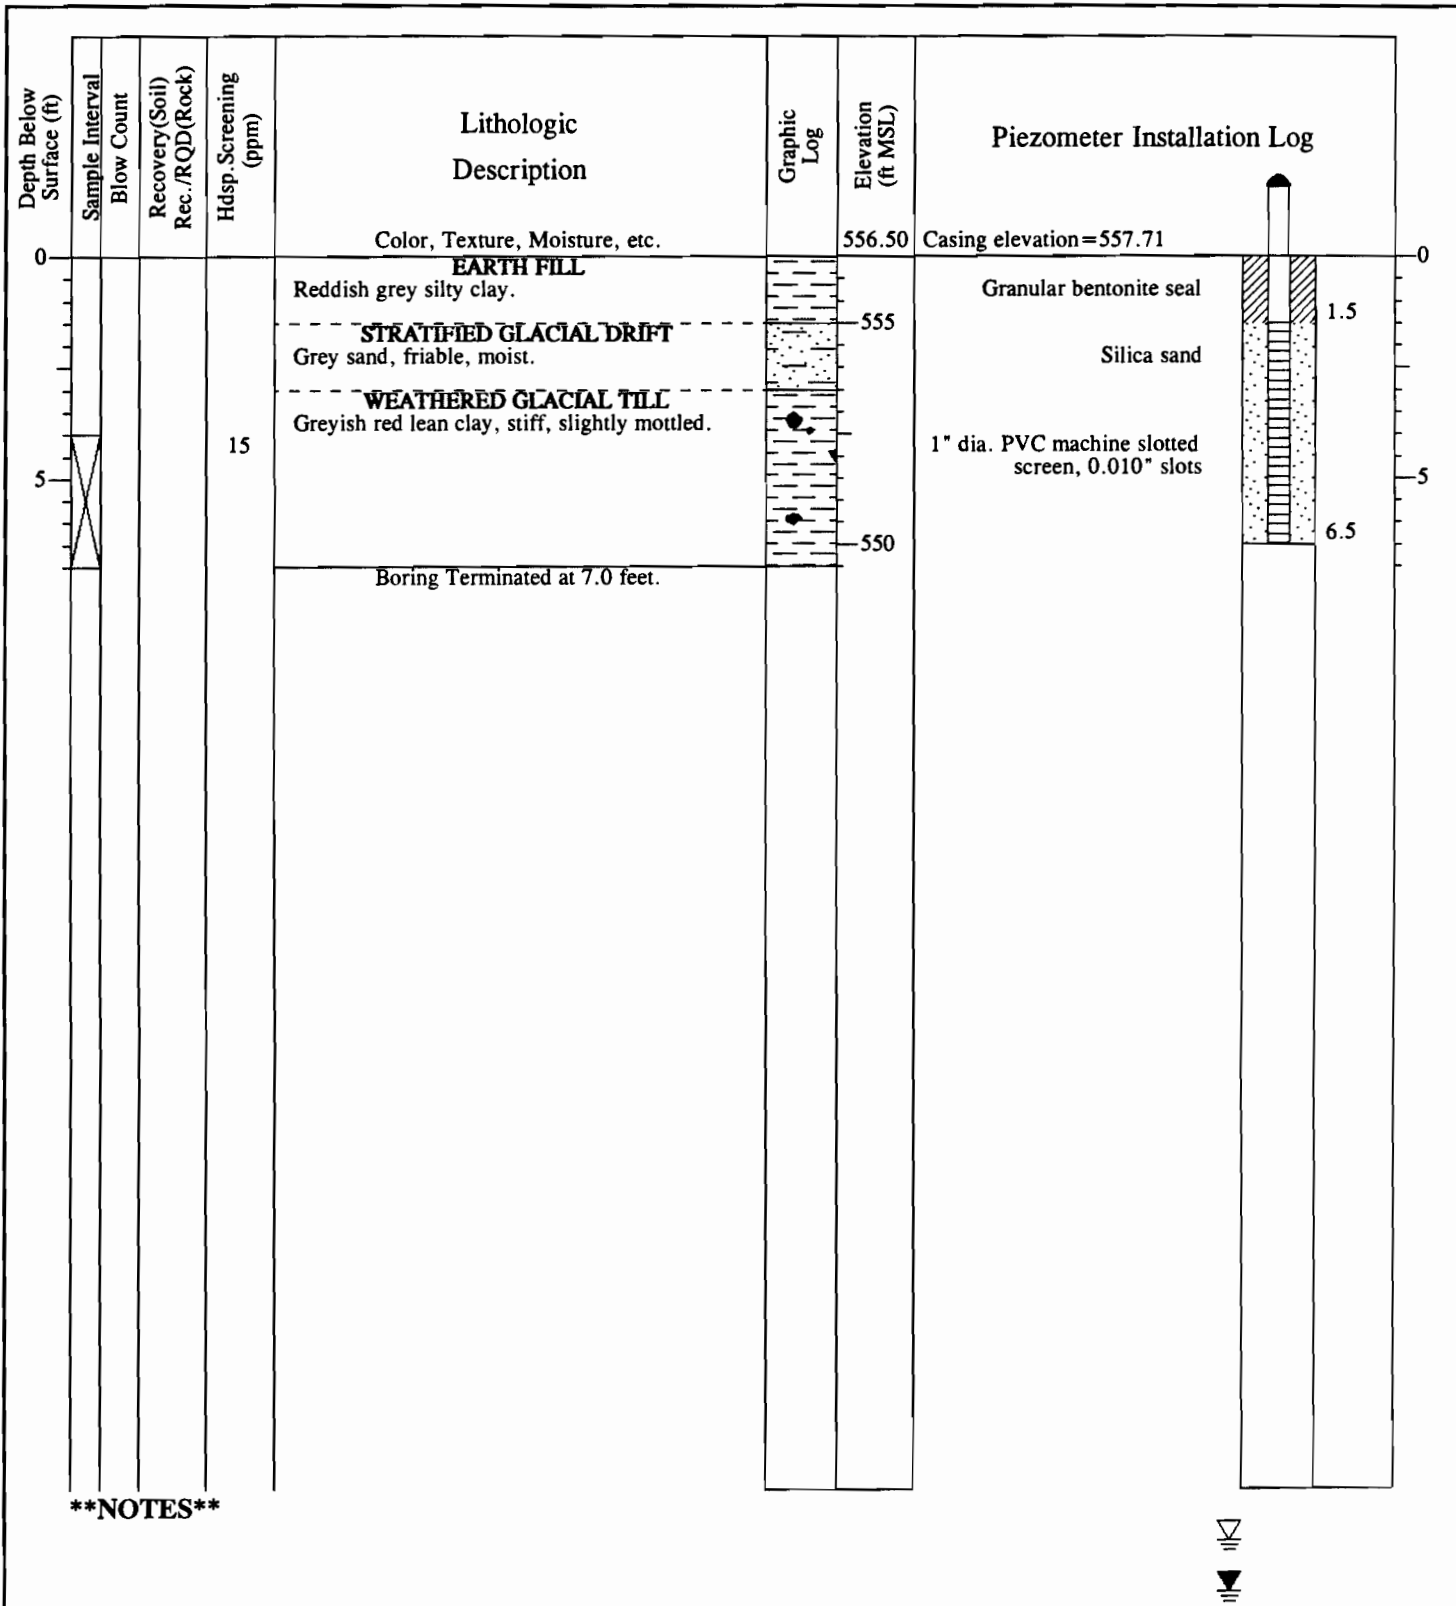 Depth Below
Surface (ft)
Sample Interval
Blow Count
Recovery(Soil)
Rec./RQD(Rock)
Hdsp.Screening
(ppm)
Lithologic
Description
Color, Texture, Moisture, etc.
Graphic
Log
Elevation
(ft MSL)
556.50
Piezometer Installation Log
Casing elevation=557.71
0
EARTH FILL
Reddish grey silty clay.
Granular bentonite seal
0
1.5
555
STRATIFIED GLACIAL DRIFT
Grey sand, friable, moist.
Silica sand
WEATHERED GLACIAL TILL
Greyish red lean clay, stiff, slightly mottled.
15
1" dia. PVC machine slotted
screen, 0.010" slots
5
5
6.5
550
Boring Terminated at 7.0 feet.
**NOTES**